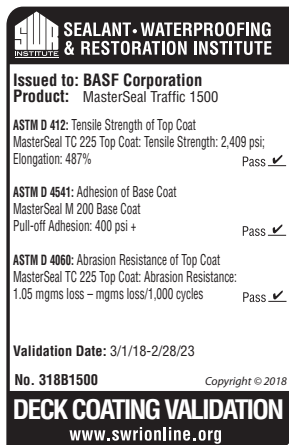 SWR
INSTITUTE
SEALANT • WATERPROOFING
& RESTORATION INSTITUTE
Issued to: BASF Corporation
Product: MasterSeal Traffic 1500
ASTM D 412: Tensile Strength of Top Coat
MasterSeal TC 225 Top Coat: Tensile Strength: 2,409 psi;
Elongation: 487% Pass ✔
ASTM D 4541: Adhesion of Base Coat
MasterSeal M 200 Base Coat
Pull-off Adhesion: 400 psi + Pass ✔
ASTM D 4060: Abrasion Resistance of Top Coat
MasterSeal TC 225 Top Coat: Abrasion Resistance:
1.05 mgms loss – mgms loss/1,000 cycles Pass ✔
Validation Date: 3/1/18-2/28/23
No. 318B1500 Copyright © 2018
DECK COATING VALIDATION
www.swrionline.org